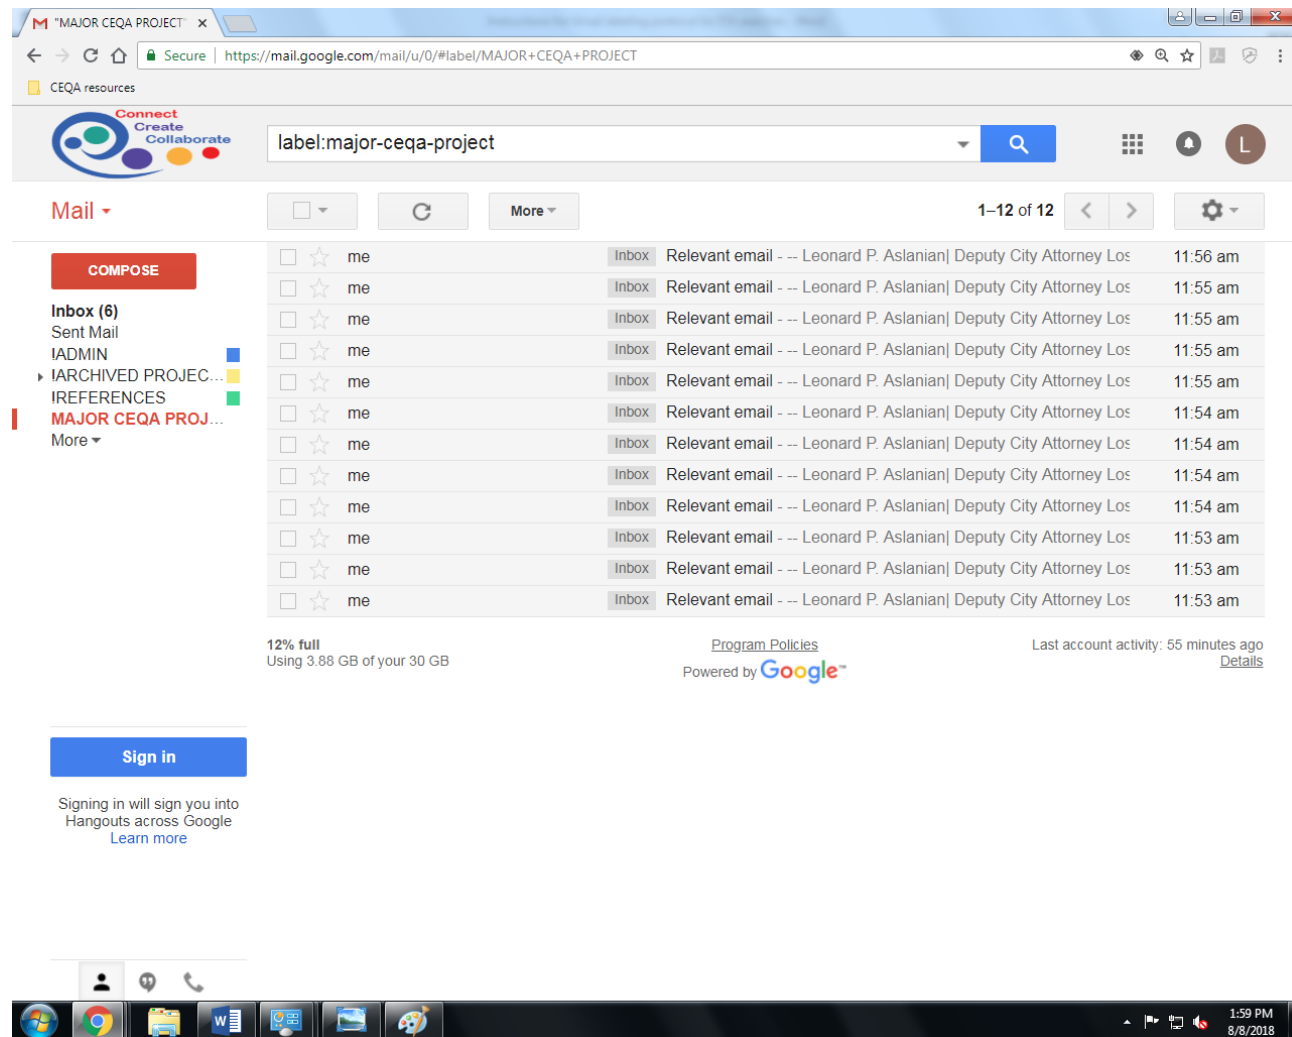 "MAJOR CEQA PROJECT"
Secure | https://mail.google.com/mail/u/0/#label/MAJOR+CEQA+PROJECT
CEQA resources
Connect
Create
Collaborate
label:major-ceqa-project
L
Mail
More
1–12 of 12
COMPOSE
Inbox (6)
Sent Mail
!ADMIN
!ARCHIVED PROJEC...
!REFERENCES
MAJOR CEQA PROJ...
More
me Inbox Relevant email - -- Leonard P. Aslanian| Deputy City Attorney Los 11:56 am
me Inbox Relevant email - -- Leonard P. Aslanian| Deputy City Attorney Los 11:55 am
me Inbox Relevant email - -- Leonard P. Aslanian| Deputy City Attorney Los 11:55 am
me Inbox Relevant email - -- Leonard P. Aslanian| Deputy City Attorney Los 11:55 am
me Inbox Relevant email - -- Leonard P. Aslanian| Deputy City Attorney Los 11:55 am
me Inbox Relevant email - -- Leonard P. Aslanian| Deputy City Attorney Los 11:54 am
me Inbox Relevant email - -- Leonard P. Aslanian| Deputy City Attorney Los 11:54 am
me Inbox Relevant email - -- Leonard P. Aslanian| Deputy City Attorney Los 11:54 am
me Inbox Relevant email - -- Leonard P. Aslanian| Deputy City Attorney Los 11:54 am
me Inbox Relevant email - -- Leonard P. Aslanian| Deputy City Attorney Los 11:53 am
me Inbox Relevant email - -- Leonard P. Aslanian| Deputy City Attorney Los 11:53 am
me Inbox Relevant email - -- Leonard P. Aslanian| Deputy City Attorney Los 11:53 am
12% full
Using 3.88 GB of your 30 GB
Program Policies
Powered by Google™
Last account activity: 55 minutes ago
Details
Sign in
Signing in will sign you into
Hangouts across Google
Learn more
1:59 PM
8/8/2018